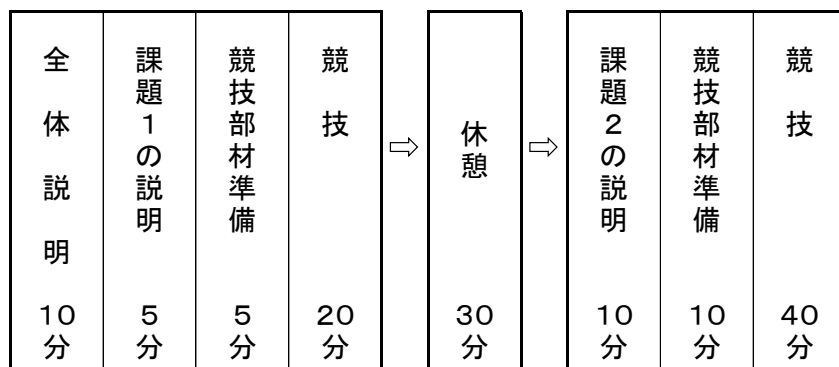 全体説明
10分
課題1の説明
5分
競技部材準備
5分
競技
20分
⇨
休憩
30分
⇨
課題2の説明
10分
競技部材準備
10分
競技
40分